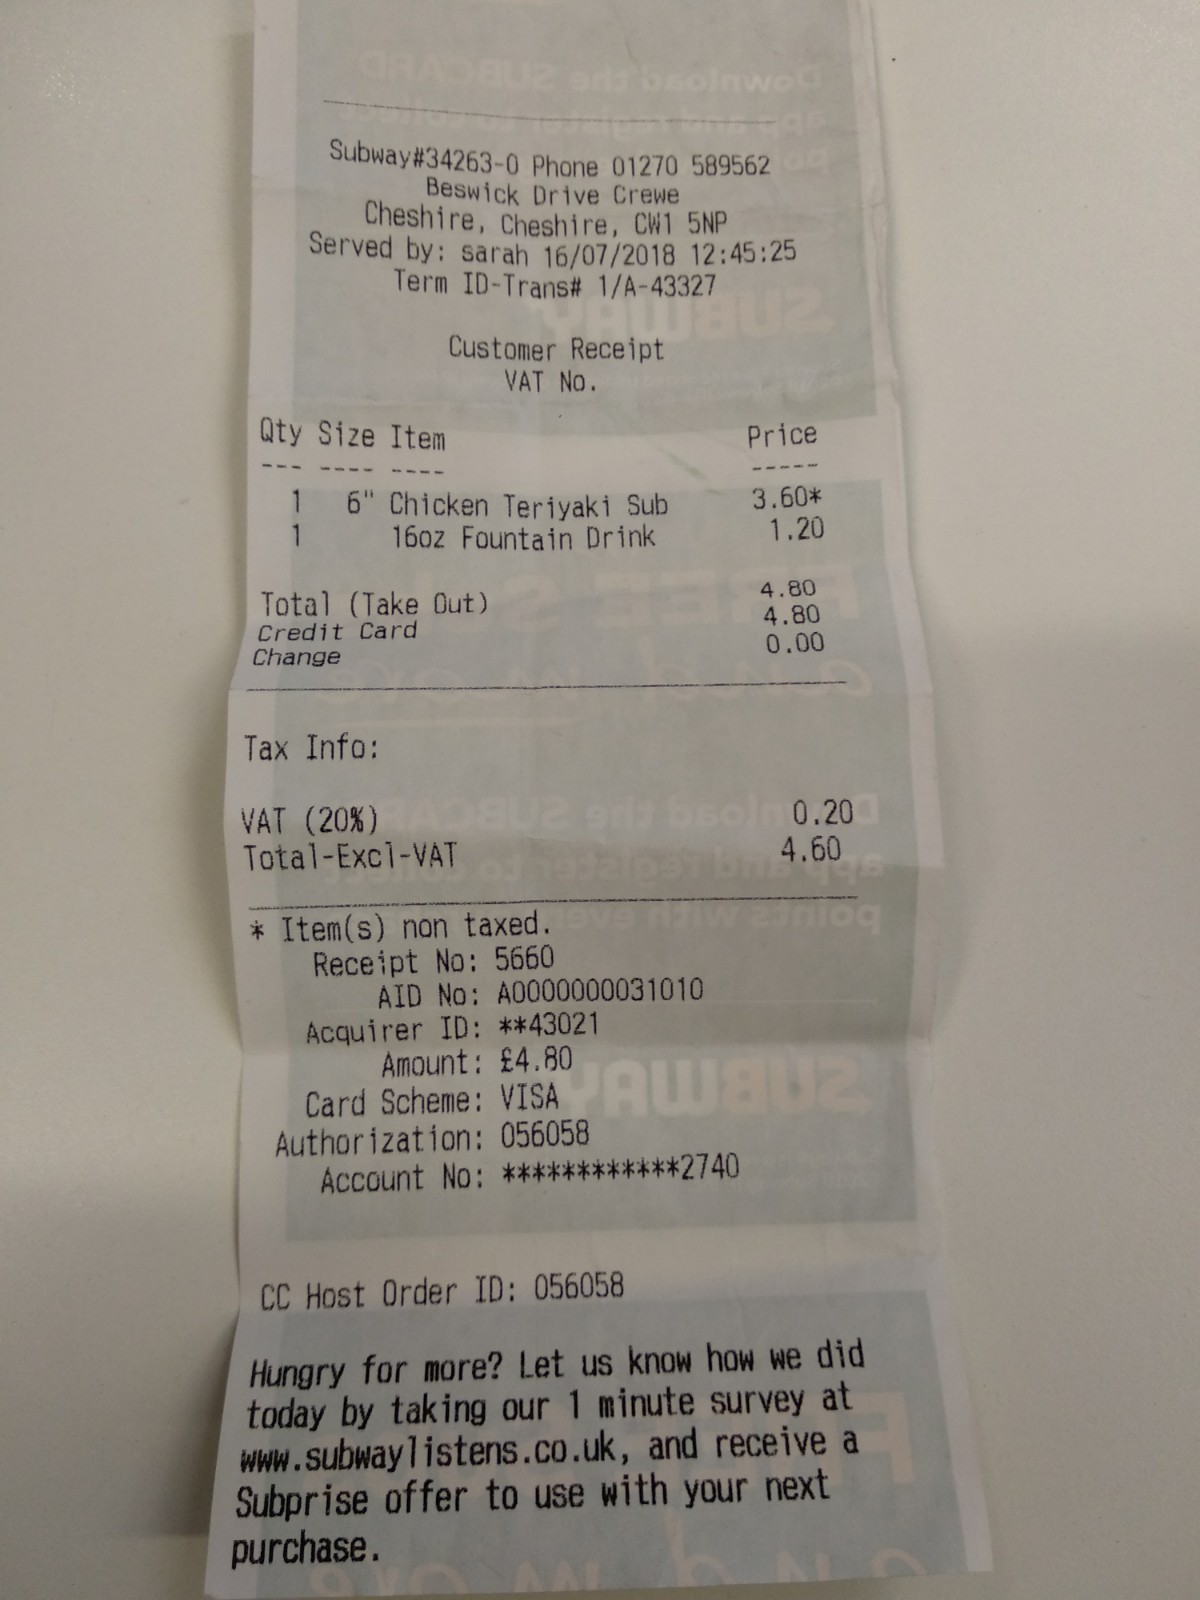 Subway#34263-0 Phone 01270 589562
Beswick Drive Crewe
Cheshire, Cheshire, CW1 5NP
Served by: sarah 16/07/2018 12:45:25
Term ID-Trans# 1/A-43327
Customer Receipt
VAT No.
Qty Size Item Price
--- ---- ---- -----
1 6" Chicken Teriyaki Sub 3.60*
1 16oz Fountain Drink 1.20
Total (Take Out) 4.80
Credit Card 4.80
Change 0.00
Tax Info:
VAT (20%) 0.20
Total-Excl-VAT 4.60
* Item(s) non taxed.
Receipt No: 5660
AID No: A0000000031010
Acquirer ID: **43021
Amount: £4.80
Card Scheme: VISA
Authorization: 056058
Account No: ************2740
CC Host Order ID: 056058
Hungry for more? Let us know how we did
today by taking our 1 minute survey at
www.subwaylistens.co.uk, and receive a
Subprise offer to use with your next
purchase.